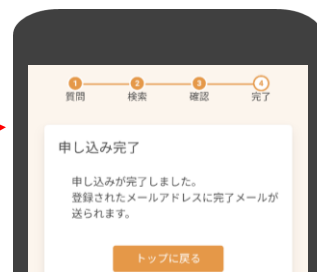 1 2 3 4
質問 検索 確認 完了
申し込み完了
申し込みが完了しました。
登録されたメールアドレスに完了メールが
送られます。
トップに戻る